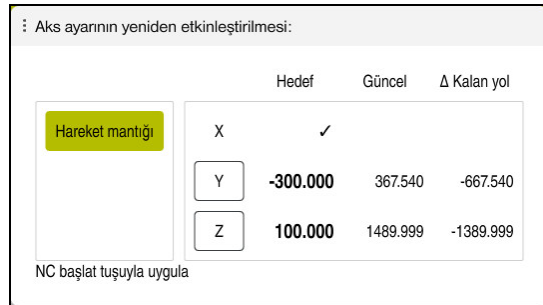 Aks ayarının yeniden etkinleştirilmesi:
Hedef Güncel Δ Kalan yol
Hareket mantığı X ✓
Y -300.000 367.540 -667.540
Z 100.000 1489.999 -1389.999
NC başlat tuşuyla uygula